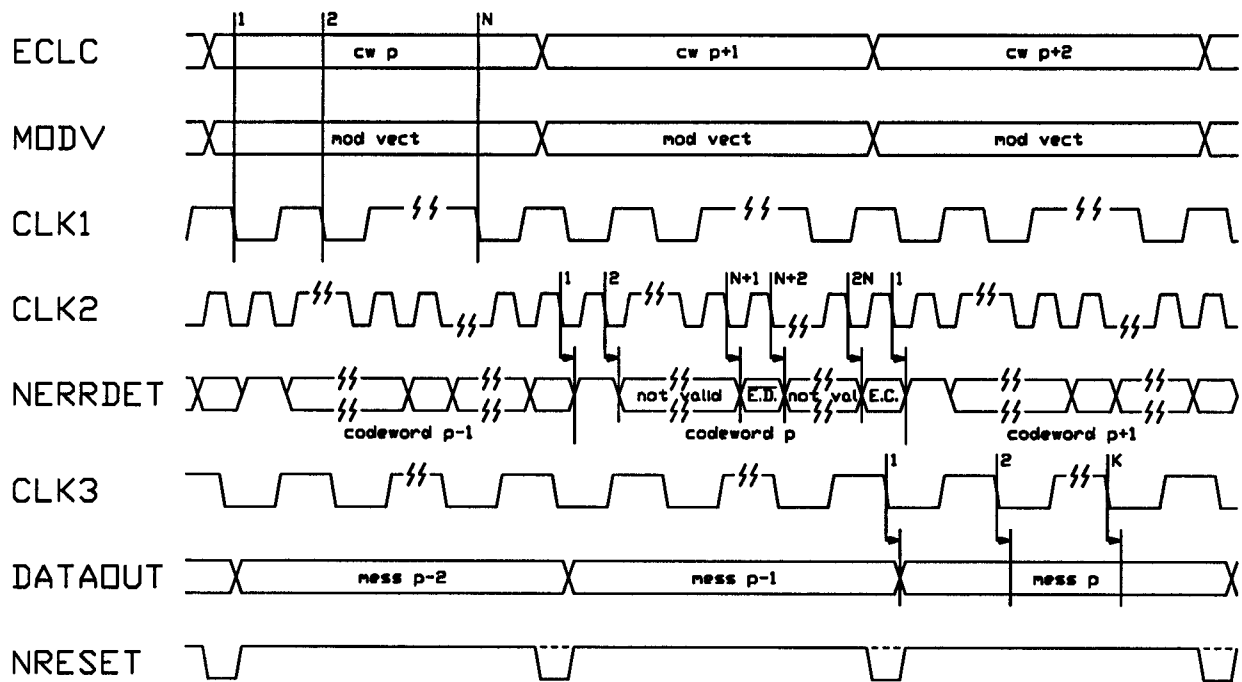 1 2 N
ECLC cw p cw p+1 cw p+2
MODV mod vect mod vect mod vect
CLK1
1 2 N+1 N+2 2N 1
CLK2
NERRDET not valid E.D. not val E.C.
codeword p-1 codeword p codeword p+1
1 2 K
CLK3
DATAOUT mess p-2 mess p-1 mess p
NRESET